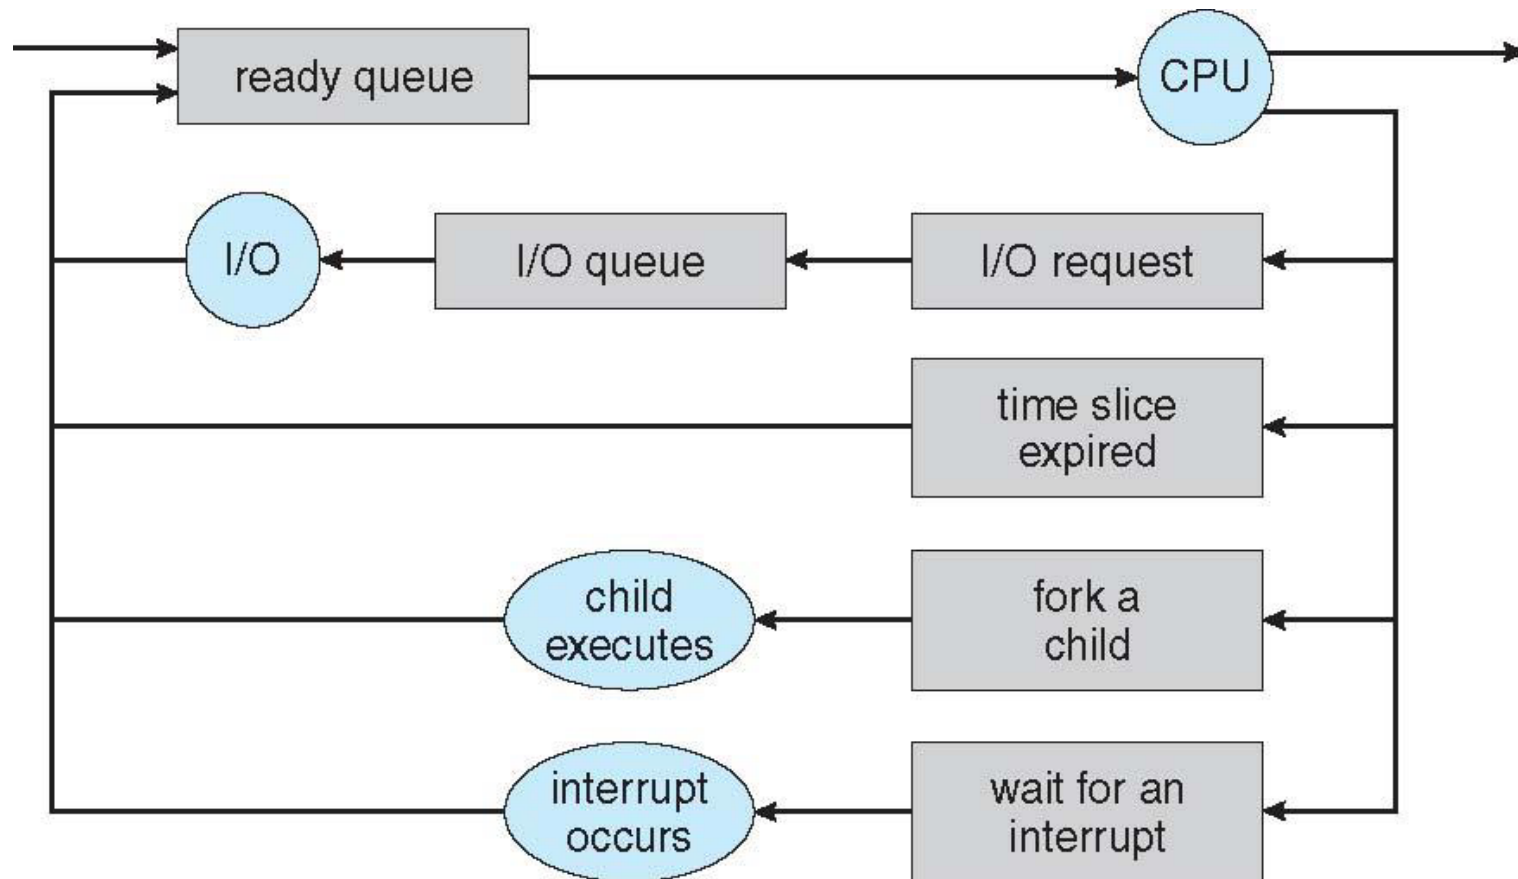 ready queue
CPU
I/O
I/O queue
I/O request
time slice
expired
child
executes
fork a
child
interrupt
occurs
wait for an
interrupt